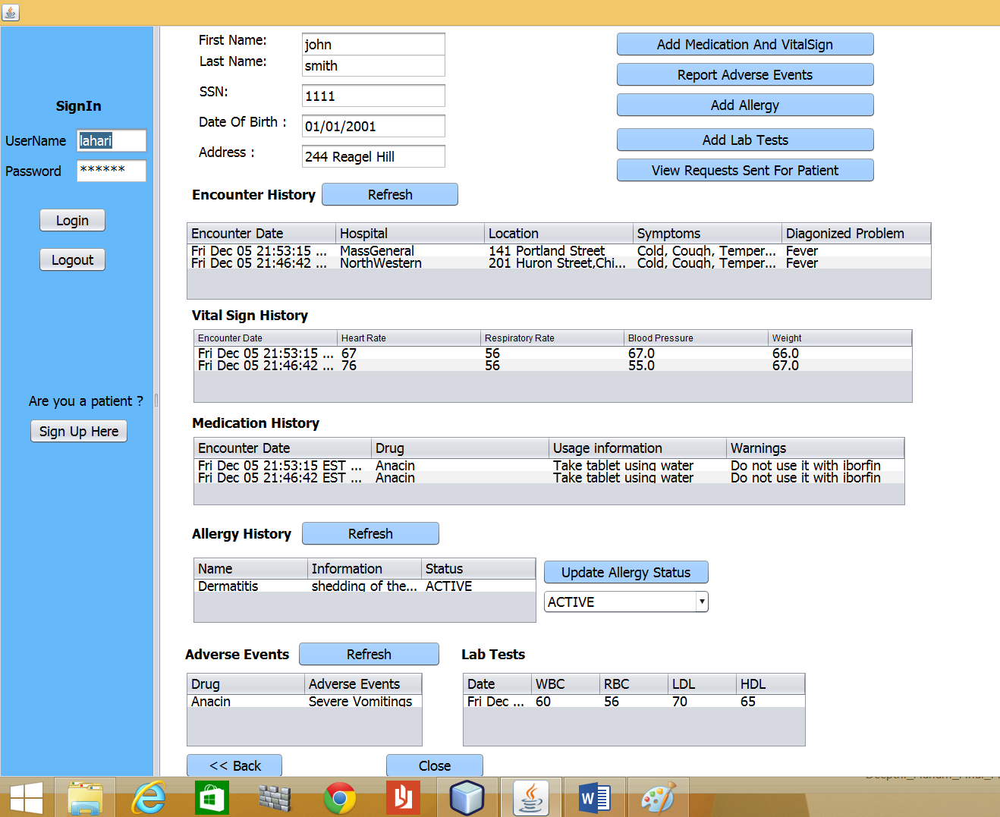 SignIn
UserName lahari
Password ******
Login
Logout
Are you a patient ?
Sign Up Here
First Name: john
Last Name: smith
SSN: 1111
Date Of Birth : 01/01/2001
Address : 244 Reagel Hill
Add Medication And VitalSign
Report Adverse Events
Add Allergy
Add Lab Tests
View Requests Sent For Patient
Encounter History Refresh
Encounter Date Hospital Location Symptoms Diagonized Problem
Fri Dec 05 21:53:15 ... MassGeneral 141 Portland Street Cold, Cough, Temper... Fever
Fri Dec 05 21:46:42 ... NorthWestern 201 Huron Street,Chi... Cold, Cough, Temper... Fever
Vital Sign History
Encounter Date Heart Rate Respiratory Rate Blood Pressure Weight
Fri Dec 05 21:53:15 ... 67 56 67.0 66.0
Fri Dec 05 21:46:42 ... 76 56 55.0 67.0
Medication History
Encounter Date Drug Usage information Warnings
Fri Dec 05 21:53:15 EST ... Anacin Take tablet using water Do not use it with iborfin
Fri Dec 05 21:46:42 EST ... Anacin Take tablet using water Do not use it with iborfin
Allergy History Refresh
Name Information Status
Dermatitis shedding of the... ACTIVE
Update Allergy Status
ACTIVE
Adverse Events Refresh
Drug Adverse Events
Anacin Severe Vomitings
Lab Tests
Date WBC RBC LDL HDL
Fri Dec ... 60 56 70 65
<< Back Close